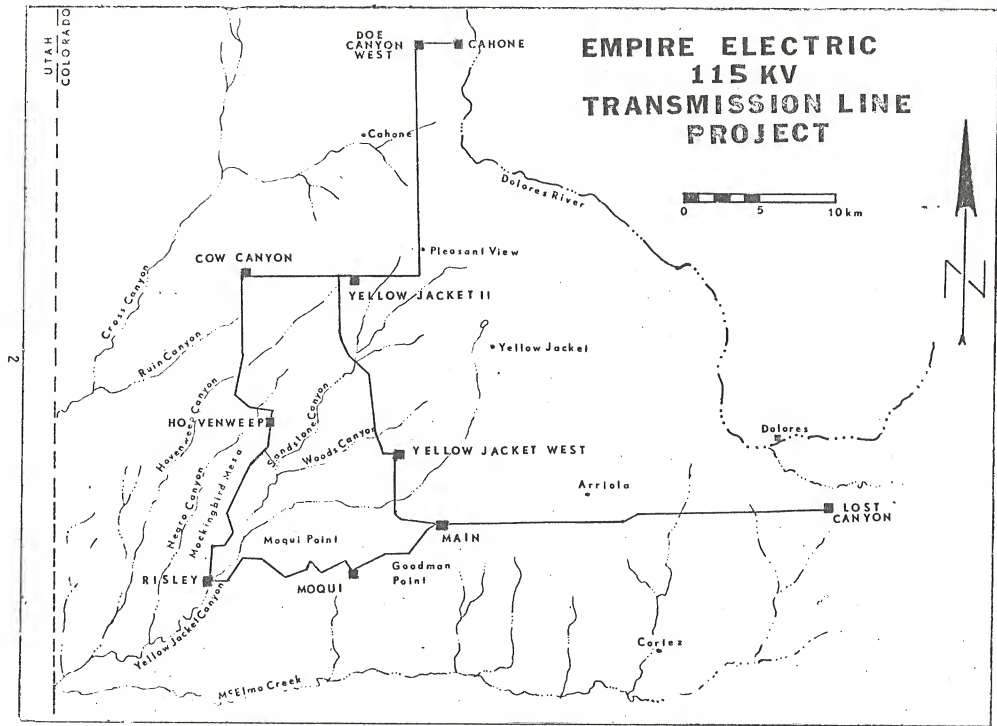 EMPIRE ELECTRIC
115 KV
TRANSMISSION LINE
PROJECT
0 5 10 km
N
UTAH
COLORADO
DOE
CANYON
WEST
CAHONE
Cahone
Dolores River
Pleasant View
COW CANYON
YELLOW JACKET II
Cross Canyon
Ruin Canyon
Yellow Jacket
2
Hovenweep Canyon
HOVENWEEP
Sandstone Canyon
Woods Canyon
YELLOW JACKET WEST
Dolores
Negro Canyon
Mockingbird Mesa
Arriola
LOST
CANYON
Moqui Point
MAIN
RISLEY
MOQUI
Goodman
Point
Yellow Jacket Canyon
Cortez
McElmo Creek